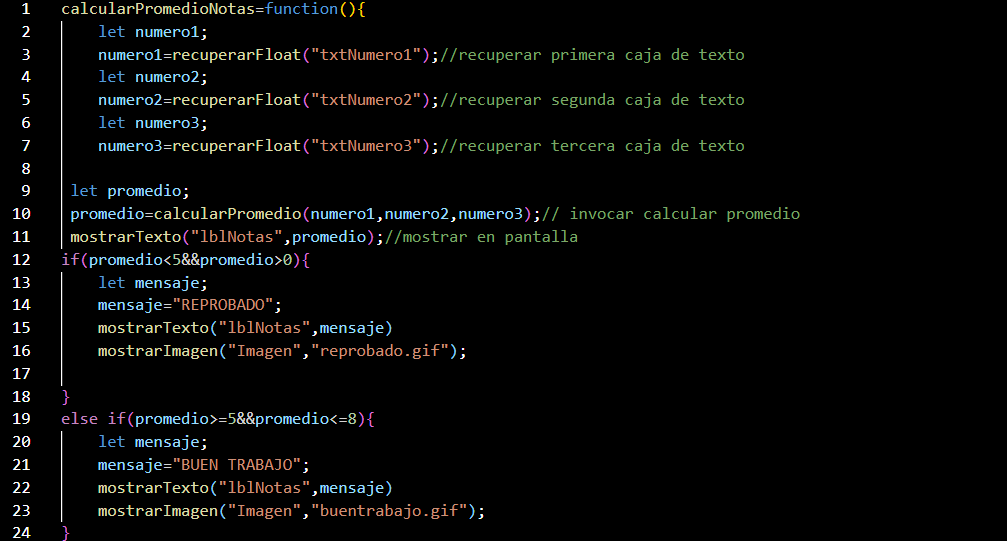 1 calcularPromedioNotas=function(){
2 let numero1;
3 numero1=recuperarFloat("txtNumero1");//recuperar primera caja de texto
4 let numero2;
5 numero2=recuperarFloat("txtNumero2");//recuperar segunda caja de texto
6 let numero3;
7 numero3=recuperarFloat("txtNumero3");//recuperar tercera caja de texto
8
9 let promedio;
10 promedio=calcularPromedio(numero1,numero2,numero3);// invocar calcular promedio
11 mostrarTexto("lblNotas",promedio);//mostrar en pantalla
12 if(promedio<5&&promedio>0){
13 let mensaje;
14 mensaje="REPROBADO";
15 mostrarTexto("lblNotas",mensaje)
16 mostrarImagen("Imagen","reprobado.gif");
17
18 }
19 else if(promedio>=5&&promedio<=8){
20 let mensaje;
21 mensaje="BUEN TRABAJO";
22 mostrarTexto("lblNotas",mensaje)
23 mostrarImagen("Imagen","buentrabajo.gif");
24 }